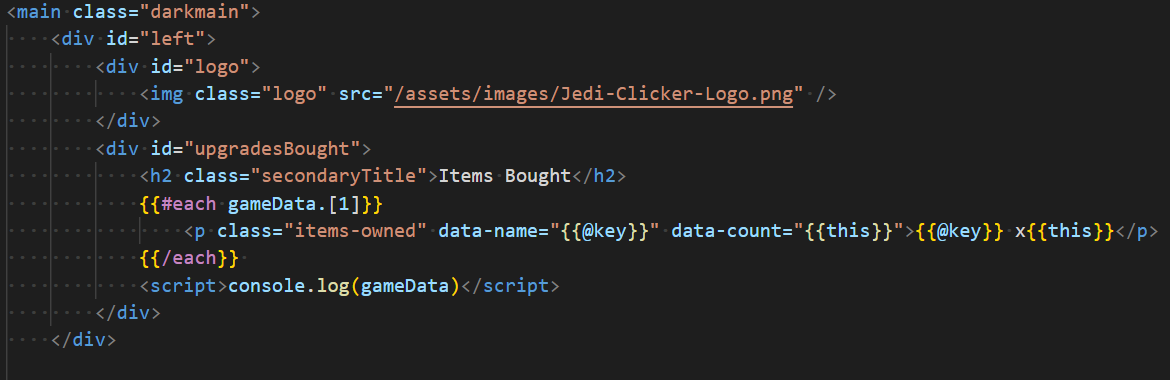 <main class="darkmain">
<div id="left">
<div id="logo">
<img class="logo" src="/assets/images/Jedi-Clicker-Logo.png" />
</div>
<div id="upgradesBought">
<h2 class="secondaryTitle">Items Bought</h2>
{{#each gameData.[1]}}
<p class="items-owned" data-name="{{@key}}" data-count="{{this}}">{{@key}} x{{this}}</p>
{{/each}}
<script>console.log(gameData)</script>
</div>
</div>